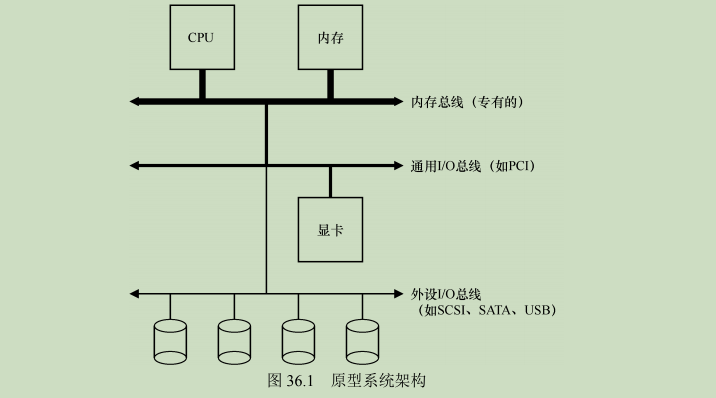 CPU
内存
内存总线（专有的）
通用I/O总线（如PCI）
显卡
外设I/O总线
（如SCSI、SATA、USB）
图 36.1 原型系统架构